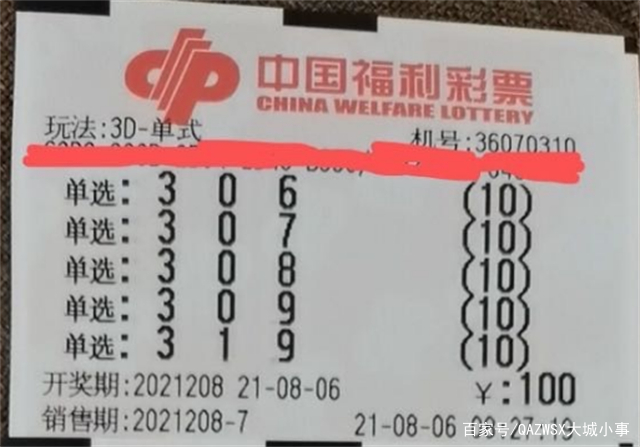 中国福利彩票
CHINA WELFARE LOTTERY
玩法:3D-单式 机号:36070310
单选: 3 0 6 (10)
单选: 3 0 7 (10)
单选: 3 0 8 (10)
单选: 3 0 9 (10)
单选: 3 1 9 (10)
开奖期:2021208 21-08-06 ¥:100
销售期:2021208-7 21-08-06
百家号/QAZWSX大城小事